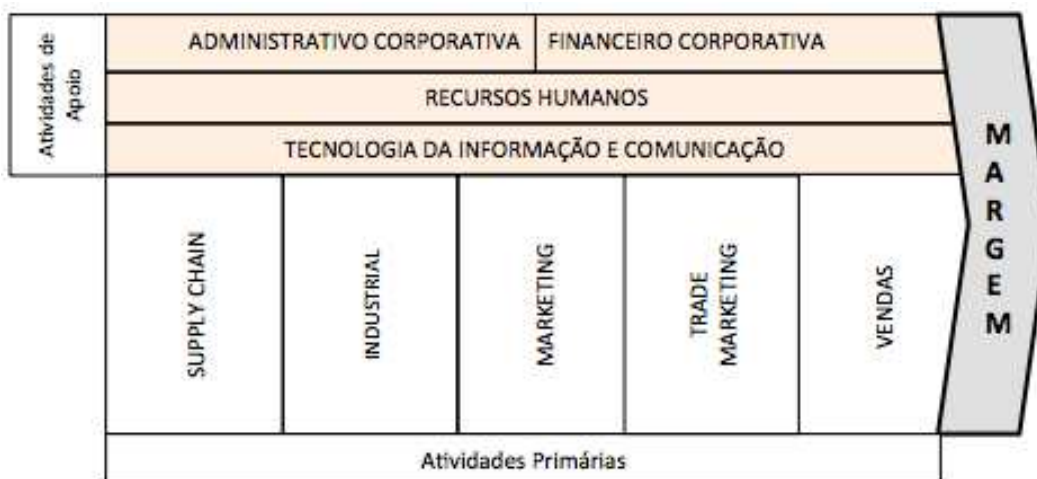 Atividades de
Apoio
ADMINISTRATIVO CORPORATIVA
FINANCEIRO CORPORATIVA
RECURSOS HUMANOS
TECNOLOGIA DA INFORMAÇÃO E COMUNICAÇÃO
SUPPLY CHAIN
INDUSTRIAL
MARKETING
TRADE
MARKETING
VENDAS
MARGEM
Atividades Primárias